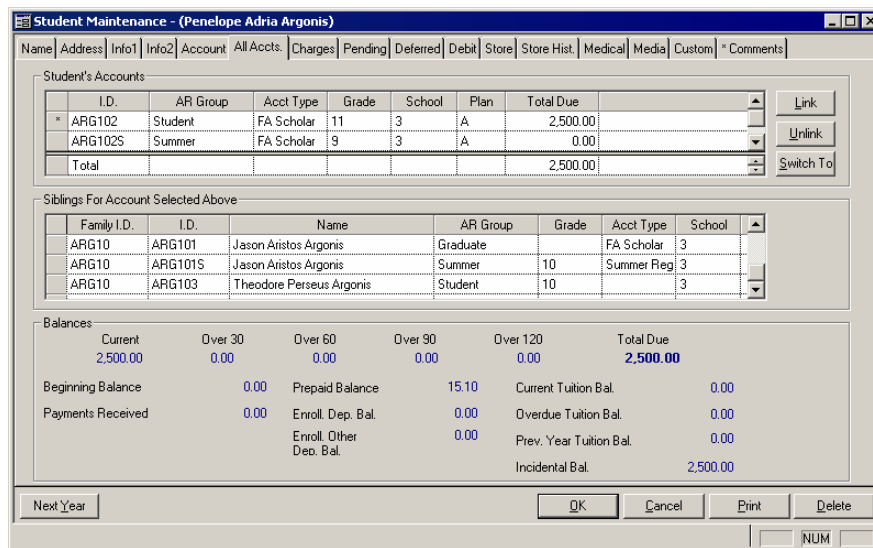 Student Maintenance - (Penelope Adria Argonis)
Name Address Info1 Info2 Account All Accts. Charges Pending Deferred Debit Store Store Hist. Medical Media Custom * Comments
Student's Accounts
I.D. AR Group Acct Type Grade School Plan Total Due
* ARG102 Student FA Scholar 11 3 A 2,500.00
ARG102S Summer FA Scholar 9 3 A 0.00
Total 2,500.00
Link
Unlink
Switch To
Siblings For Account Selected Above
Family I.D. I.D. Name AR Group Grade Acct Type School
ARG10 ARG101 Jason Aristos Argonis Graduate FA Scholar 3
ARG10 ARG101S Jason Aristos Argonis Summer 10 Summer Reg 3
ARG10 ARG103 Theodore Perseus Argonis Student 10 3
Balances
Current Over 30 Over 60 Over 90 Over 120 Total Due
2,500.00 0.00 0.00 0.00 0.00 2,500.00
Beginning Balance 0.00 Prepaid Balance 15.10 Current Tuition Bal. 0.00
Payments Received 0.00 Enroll. Dep. Bal. 0.00 Overdue Tuition Bal. 0.00
Enroll. Other Dep. Bal. 0.00 Prev. Year Tuition Bal. 0.00
Incidental Bal. 2,500.00
Next Year OK Cancel Print Delete
NUM